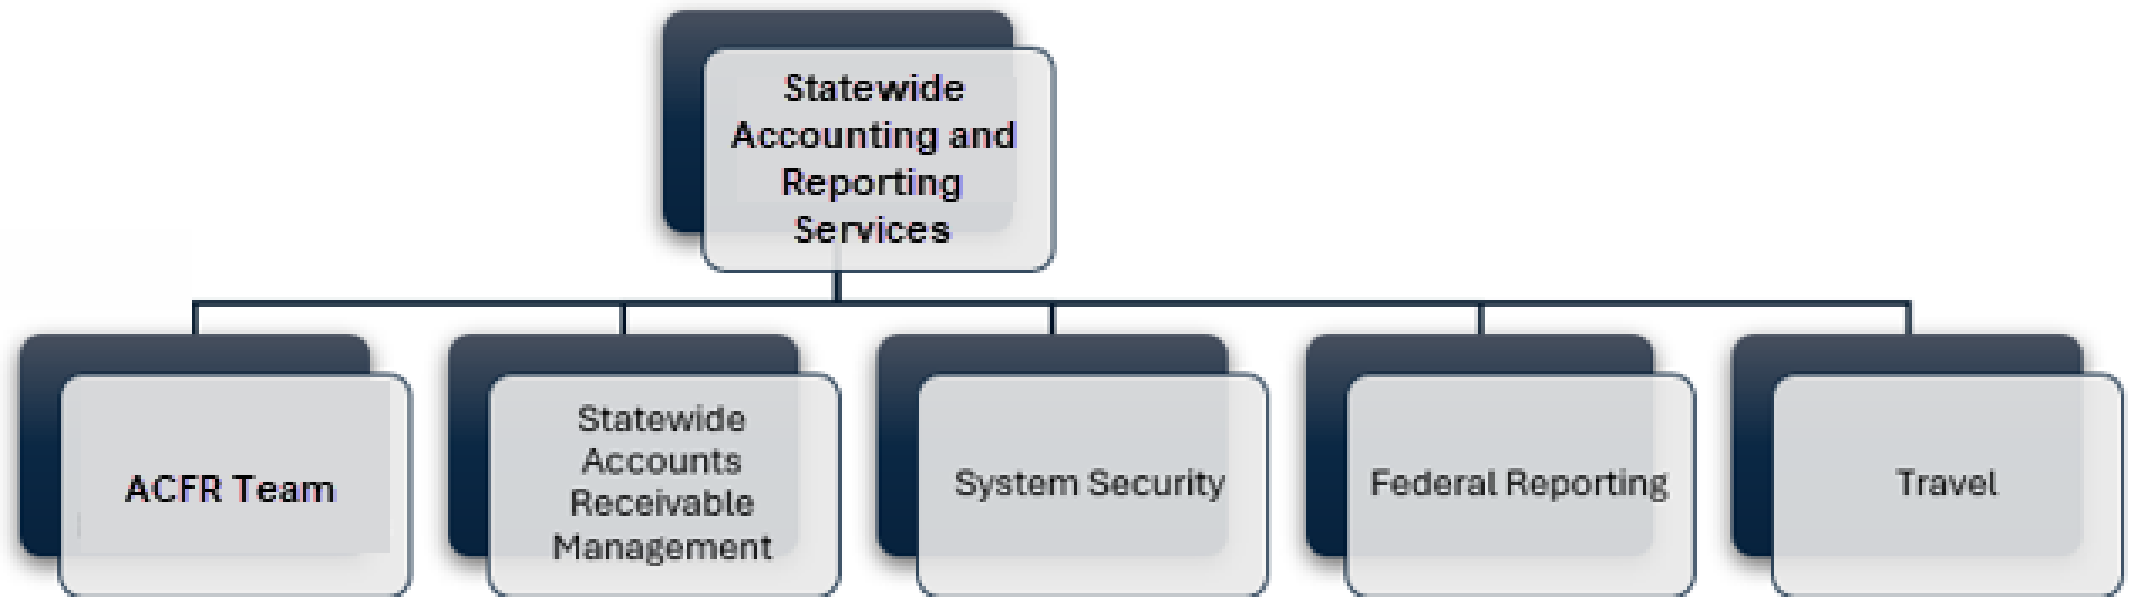 Statewide
Accounting and
Reporting
Services
ACFR Team
Statewide
Accounts
Receivable
Management
System Security
Federal Reporting
Travel